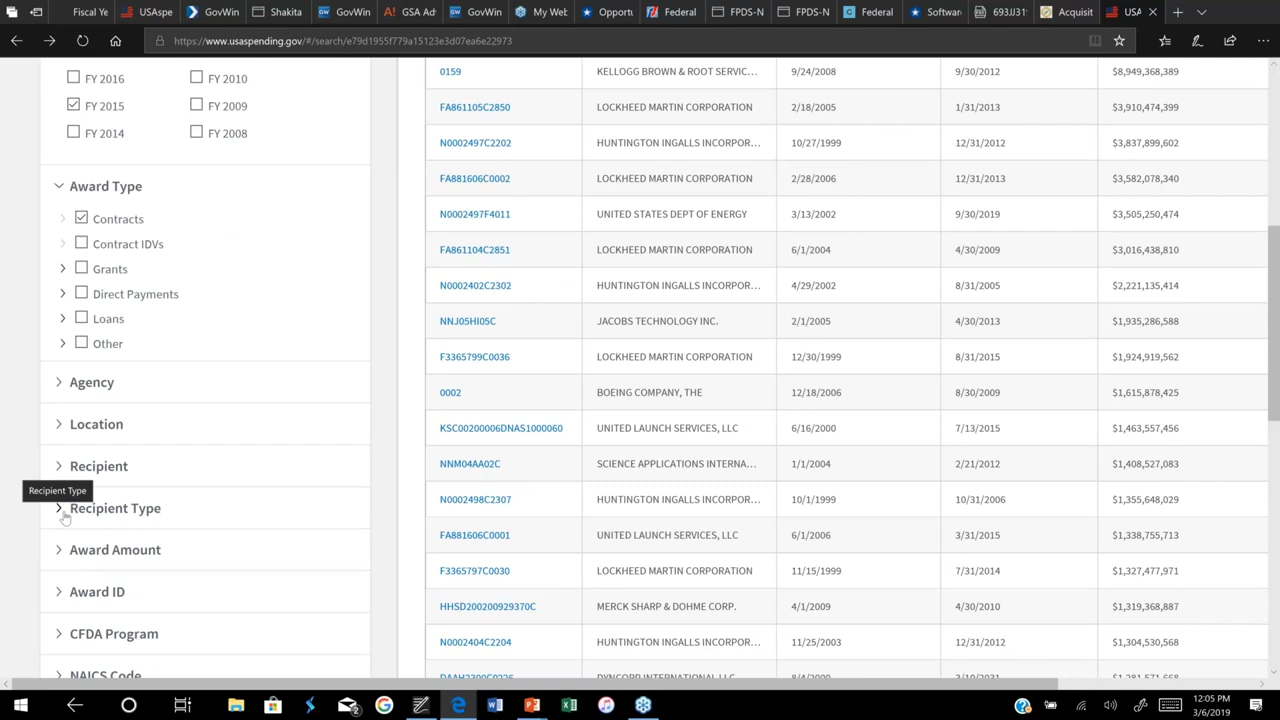 Fiscal Ye
USAspe
GovWin
Shakita
GovWin
GSA Ad
GovWin
My Web
Opportu
Federal
FPDS-N
FPDS-N
Federal
Softwar
693JJ31
Acquisit
USA
https://www.usaspending.gov/#/search/e79d1955f779a15123e3d07ea6e22973
FY 2016 FY 2010
FY 2015 FY 2009
FY 2014 FY 2008
Award Type
Contracts
Contract IDVs
Grants
Direct Payments
Loans
Other
Agency
Location
Recipient
Recipient Type
Recipient Type
Award Amount
Award ID
CFDA Program
NAICS Code
0159 KELLOGG BROWN & ROOT SERVIC... 9/24/2008 9/30/2012 $8,949,368,389
FA861105C2850 LOCKHEED MARTIN CORPORATION 2/18/2005 1/31/2013 $3,910,474,399
N0002497C2202 HUNTINGTON INGALLS INCORPOR... 10/27/1999 12/31/2012 $3,837,899,602
FA881606C0002 LOCKHEED MARTIN CORPORATION 2/28/2006 12/31/2013 $3,582,078,340
N0002497F4011 UNITED STATES DEPT OF ENERGY 3/13/2002 9/30/2019 $3,505,250,474
FA861104C2851 LOCKHEED MARTIN CORPORATION 6/1/2004 4/30/2009 $3,016,438,810
N0002402C2302 HUNTINGTON INGALLS INCORPOR... 4/29/2002 8/31/2005 $2,221,135,414
NNJ05HI05C JACOBS TECHNOLOGY INC. 2/1/2005 4/30/2013 $1,935,286,588
F3365799C0036 LOCKHEED MARTIN CORPORATION 12/30/1999 8/31/2015 $1,924,919,562
0002 BOEING COMPANY, THE 12/18/2006 8/30/2009 $1,615,878,425
KSC00200006DNAS1000060 UNITED LAUNCH SERVICES, LLC 6/16/2000 7/13/2015 $1,463,557,456
NNM04AA02C SCIENCE APPLICATIONS INTERNA... 1/1/2004 2/21/2012 $1,408,527,083
N0002498C2307 HUNTINGTON INGALLS INCORPOR... 10/1/1999 10/31/2006 $1,355,648,029
FA881606C0001 UNITED LAUNCH SERVICES, LLC 6/1/2006 3/31/2015 $1,338,755,713
F3365797C0030 LOCKHEED MARTIN CORPORATION 11/15/1999 7/31/2014 $1,327,477,971
HHSD200200929370C MERCK SHARP & DOHME CORP. 4/1/2009 4/30/2010 $1,319,368,887
N0002404C2204 HUNTINGTON INGALLS INCORPOR... 11/25/2003 12/31/2012 $1,304,530,568
DYNCORP INTERNATIONAL LLC
12:05 PM
3/6/2019